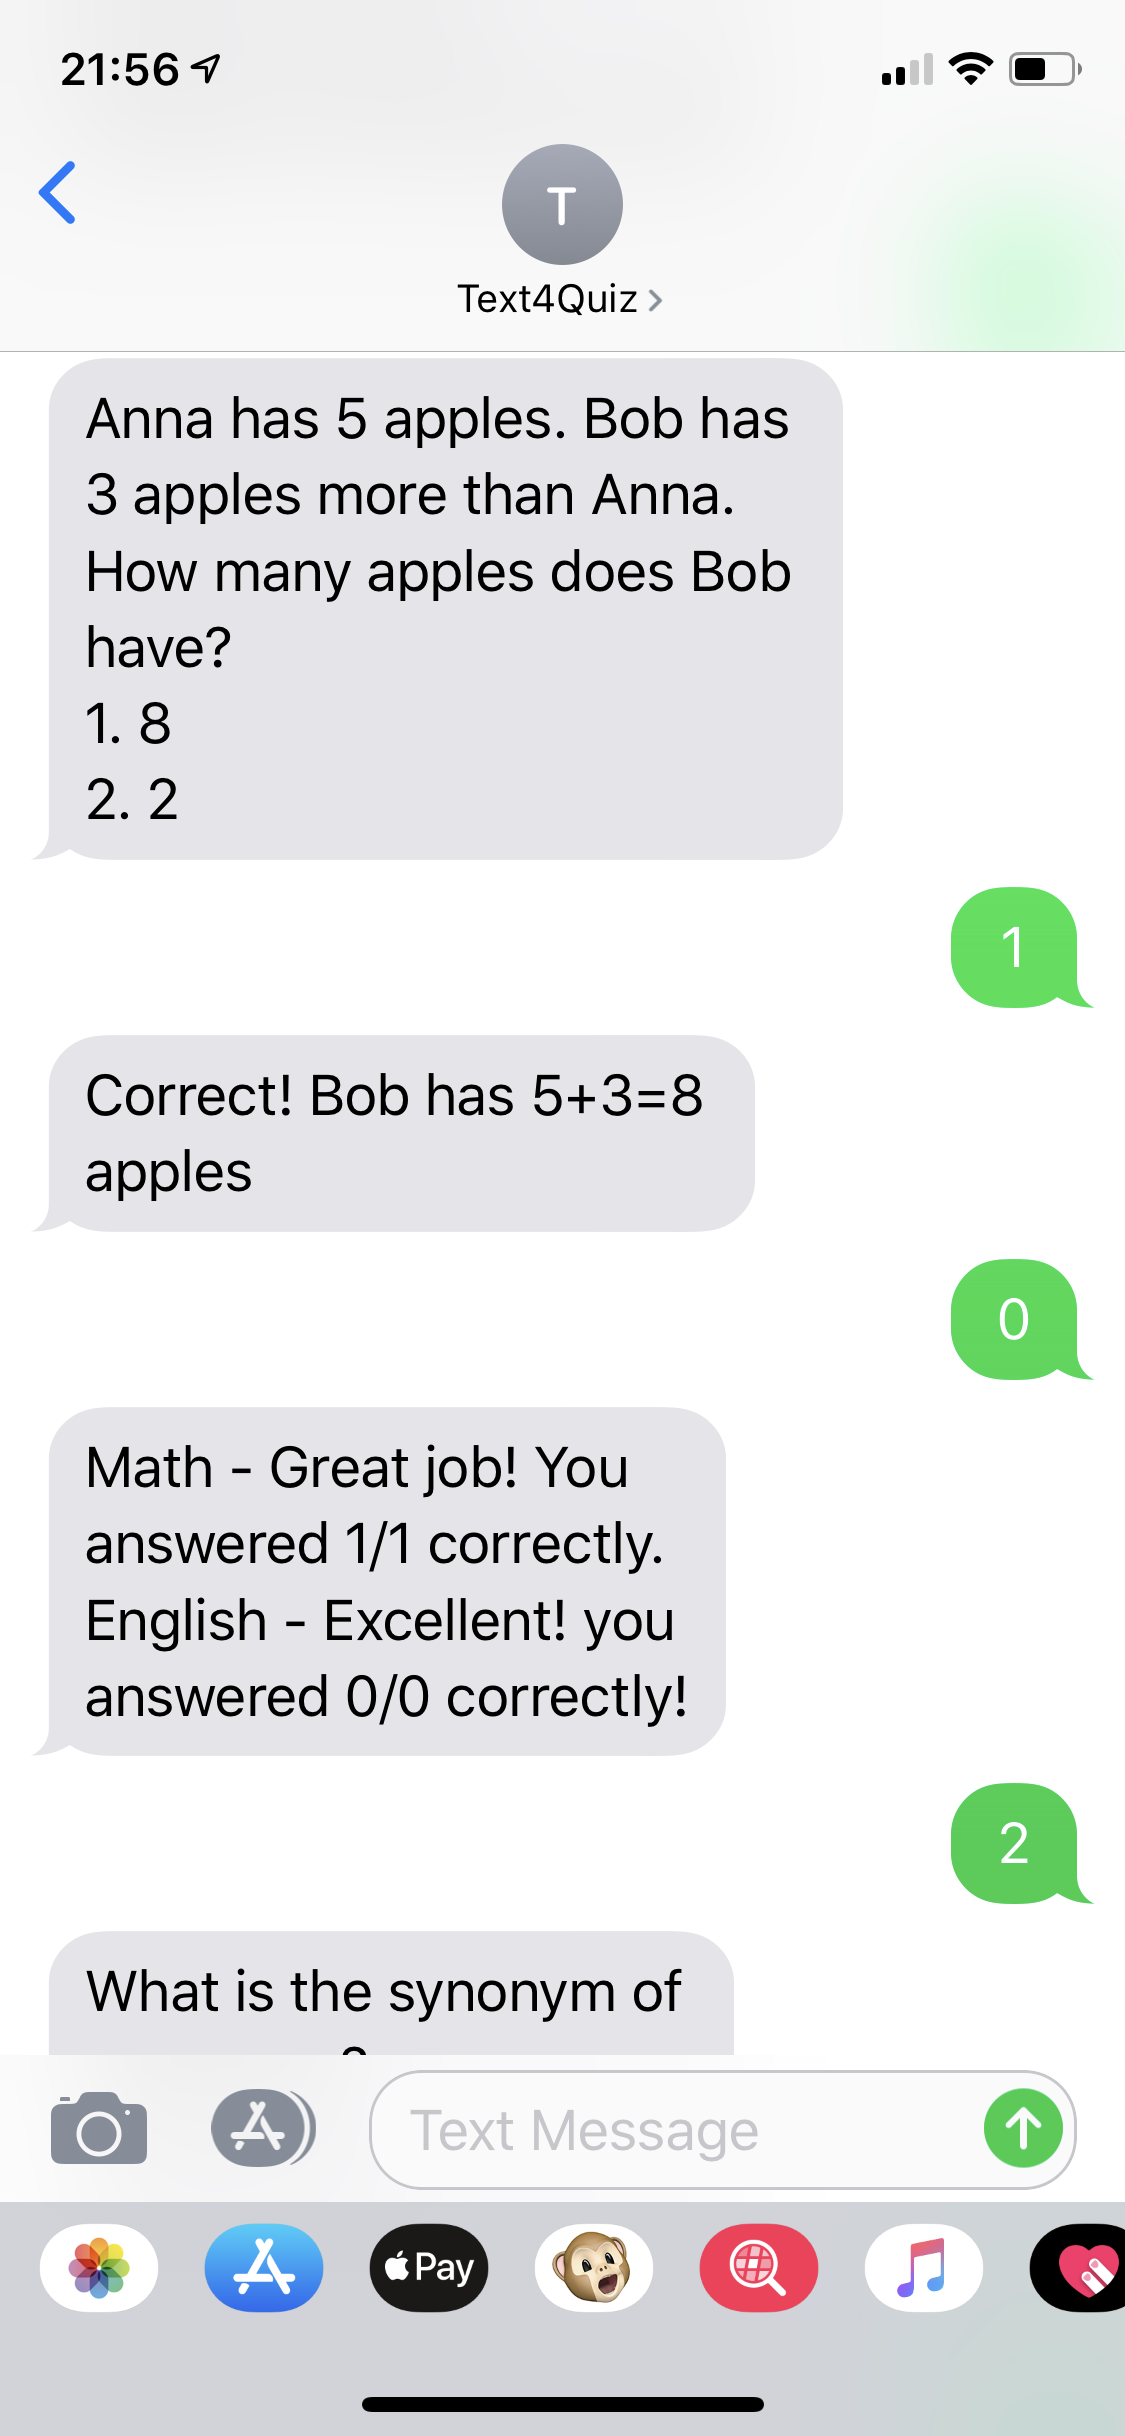 21:56
T
Text4Quiz
Anna has 5 apples. Bob has
3 apples more than Anna.
How many apples does Bob
have?
1. 8
2. 2
1
Correct! Bob has 5+3=8
apples
0
Math - Great job! You
answered 1/1 correctly.
English - Excellent! you
answered 0/0 correctly!
2
What is the synonym of
Text Message
Pay